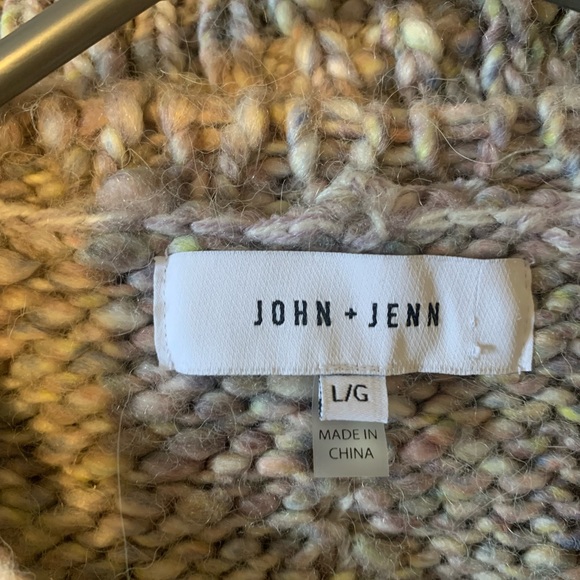 JOHN + JENN
L/G
MADE IN
CHINA